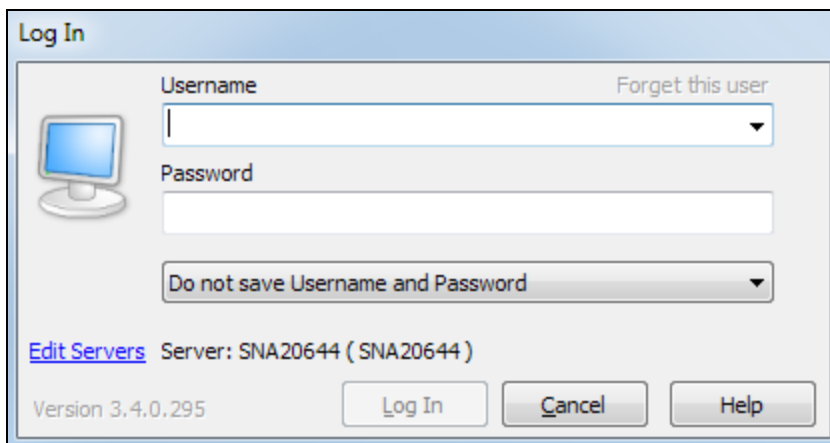 Log In
Username Forget this user
Password
Do not save Username and Password
Edit Servers Server: SNA20644 ( SNA20644 )
Version 3.4.0.295 Log In Cancel Help